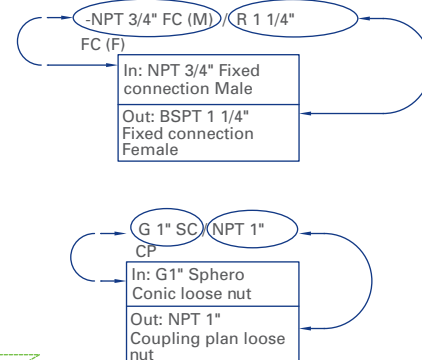 -NPT 3/4" FC (M) / R 1 1/4"
FC (F)
In: NPT 3/4" Fixed
connection Male
Out: BSPT 1 1/4"
Fixed connection
Female
G 1" SC/NPT 1"
CP
In: G1" Sphero
Conic loose nut
Out: NPT 1"
Coupling plan loose
nut